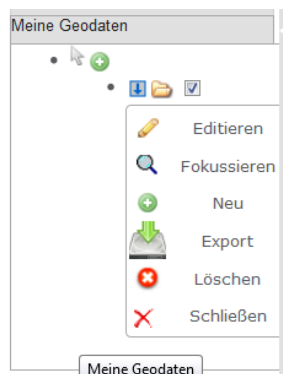 Meine Geodaten
Editieren
Fokussieren
Neu
Export
Löschen
Schließen
Meine Geodaten